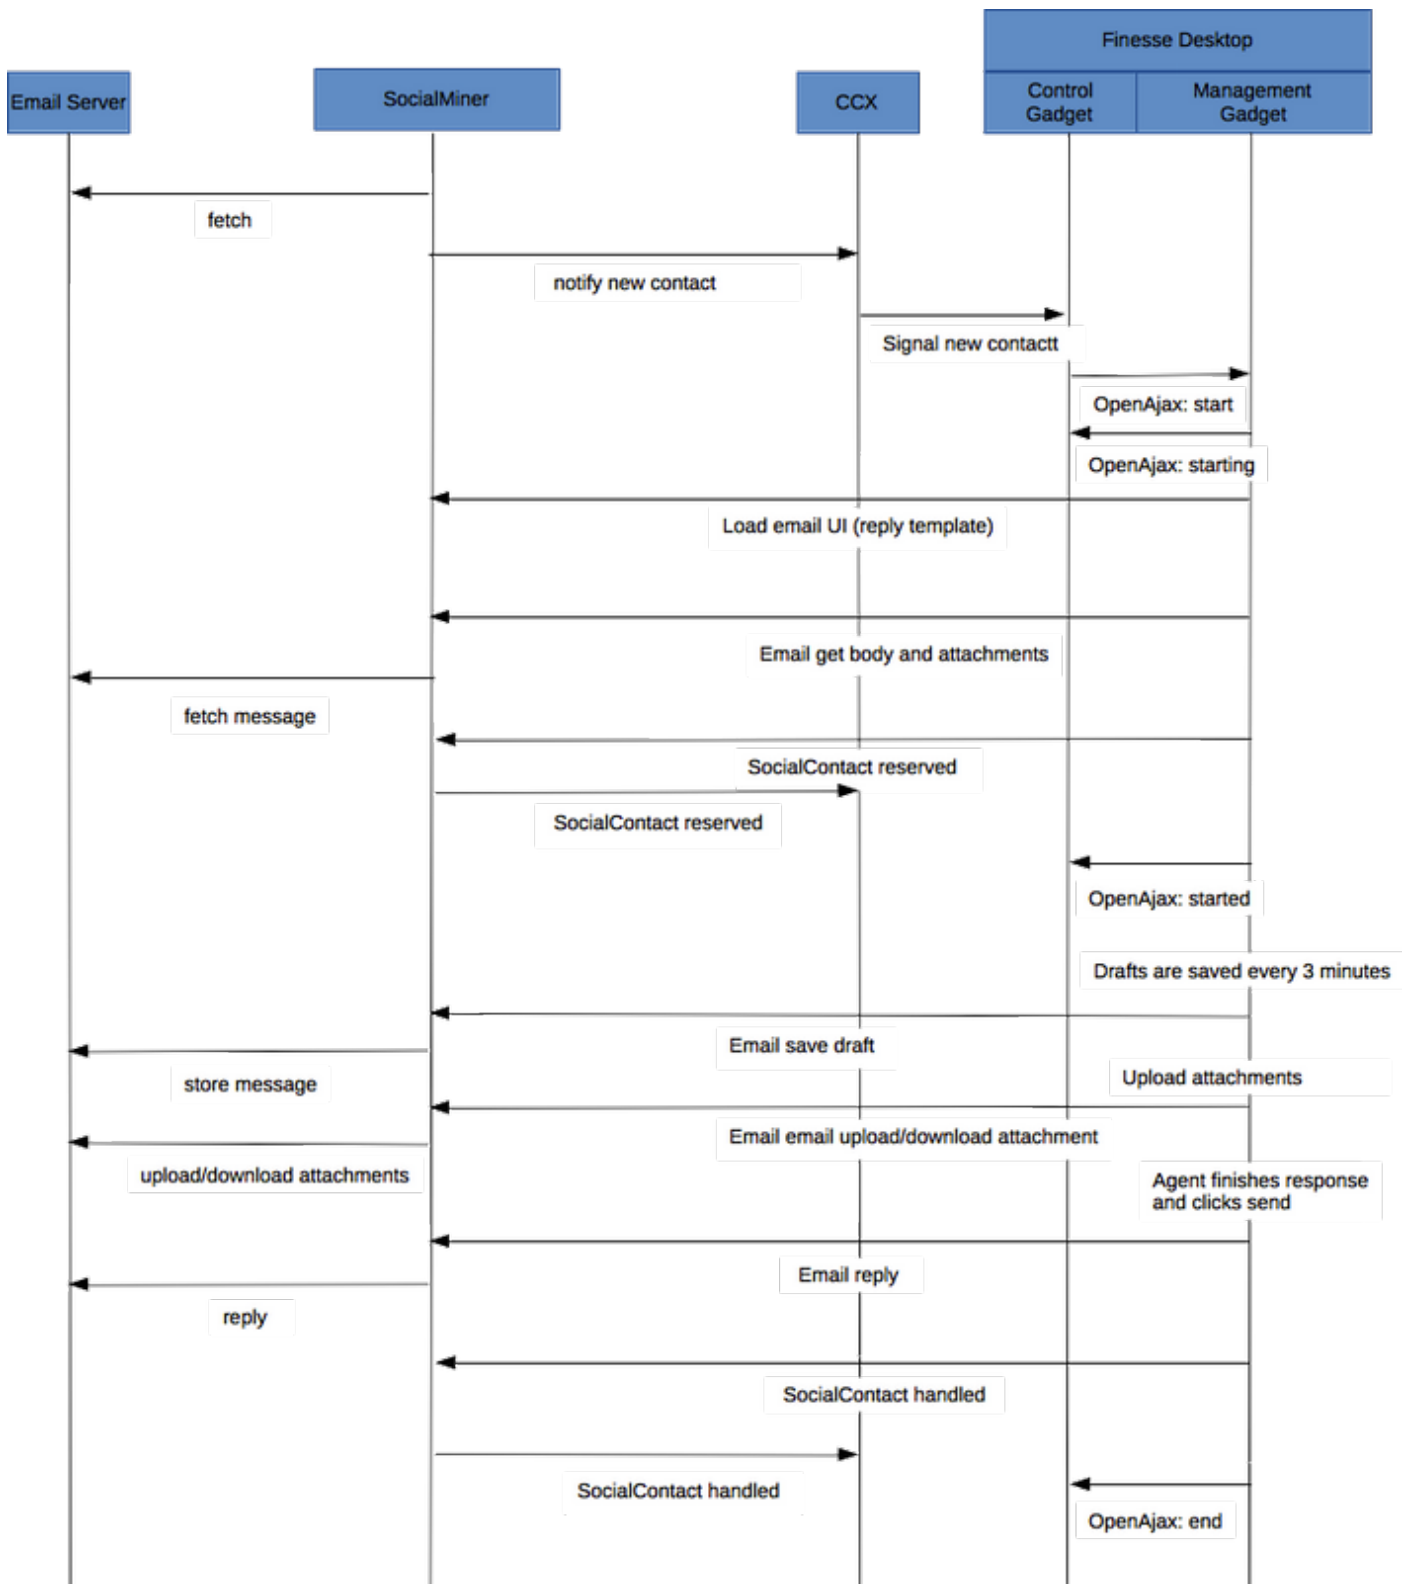 Finesse Desktop
Email Server
SocialMiner
CCX
Control
Gadget
Management
Gadget
fetch
notify new contact
Signal new contactt
OpenAjax: start
OpenAjax: starting
Load email UI (reply template)
Email get body and attachments
fetch message
SocialContact reserved
SocialContact reserved
OpenAjax: started
Drafts are saved every 3 minutes
Email save draft
store message
Upload attachments
Email email upload/download attachment
upload/download attachments
Agent finishes response
and clicks send
Email reply
reply
SocialContact handled
SocialContact handled
OpenAjax: end